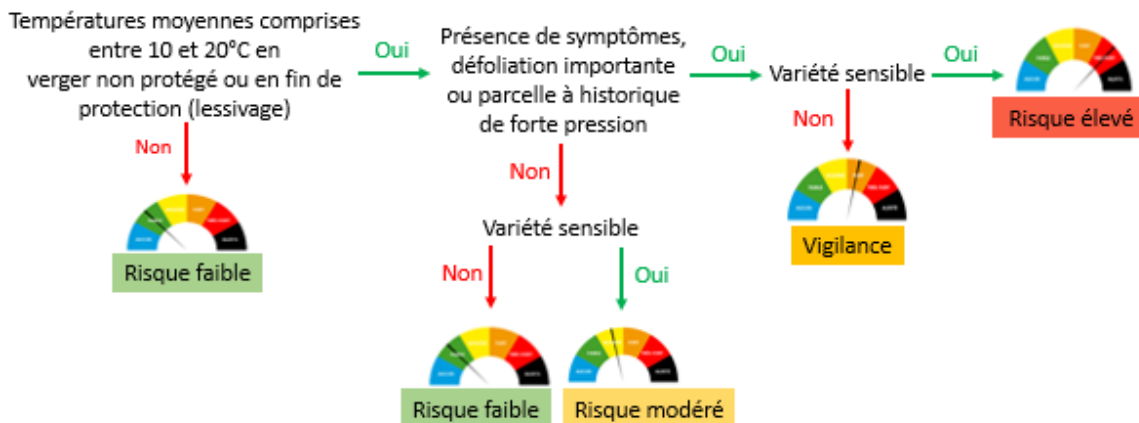 Températures moyennes comprises
entre 10 et 20°C en
verger non protégé ou en fin de
protection (lessivage)
Oui
Présence de symptômes,
défoliation importante
ou parcelle à historique
de forte pression
Oui
Variété sensible
Oui
Risque élevé
Non
Risque faible
Non
Non
Vigilance
Variété sensible
Non
Oui
Risque faible
Risque modéré